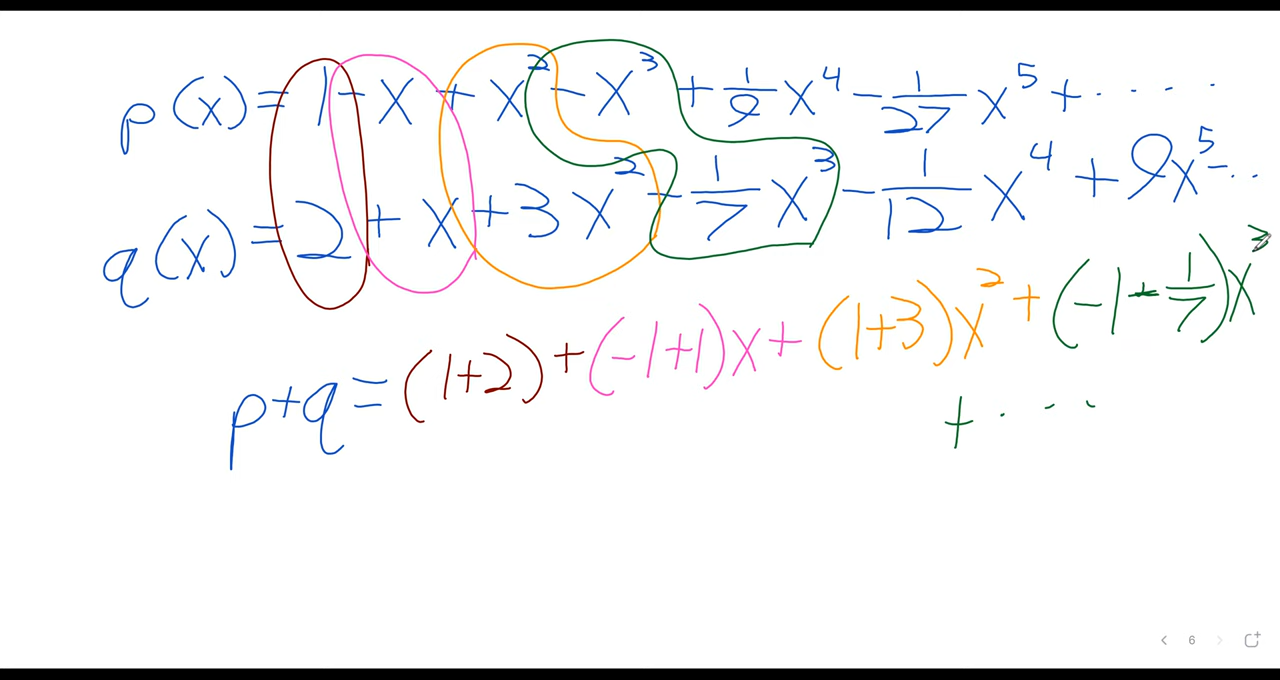 p(x) = 1 - x + x² - x³ + 1/9 x⁴ - 1/27 x⁵ + ....
q(x) = 2 + x + 3x² - 1/7 x³ - 1/12 x⁴ + 9x⁵ - ...
p+q = (1+2) + (-1+1)x + (1+3)x² + (-1 - 1/7)x³
+ ...
6